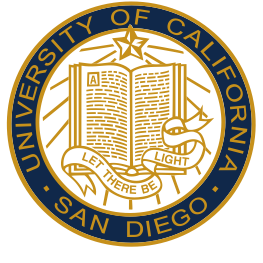 UNIVERSITY OF CALIFORNIA
· SAN DIEGO ·
A
LET THERE BE LIGHT